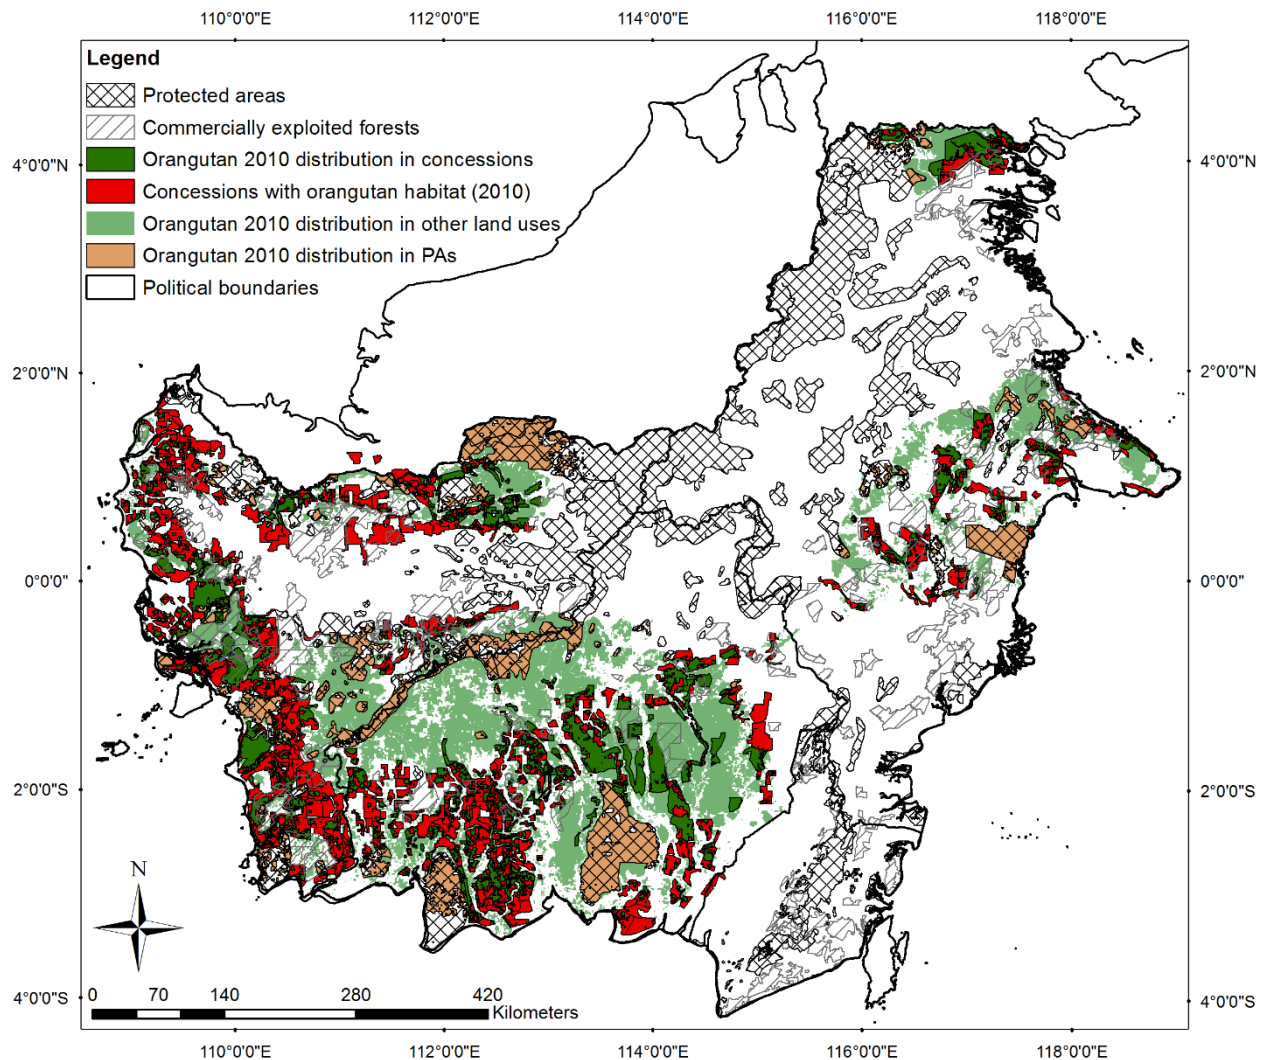 110°0'0"E 112°0'0"E 114°0'0"E 116°0'0"E 118°0'0"E
Legend
Protected areas
Commercially exploited forests
Orangutan 2010 distribution in concessions
Concessions with orangutan habitat (2010)
Orangutan 2010 distribution in other land uses
Orangutan 2010 distribution in PAs
Political boundaries
4°0'0"N 4°0'0"N
2°0'0"N 2°0'0"N
0°0'0" 0°0'0"
2°0'0"S 2°0'0"S
N
4°0'0"S 4°0'0"S
0 70 140 280 420
Kilometers
110°0'0"E 112°0'0"E 114°0'0"E 116°0'0"E 118°0'0"E